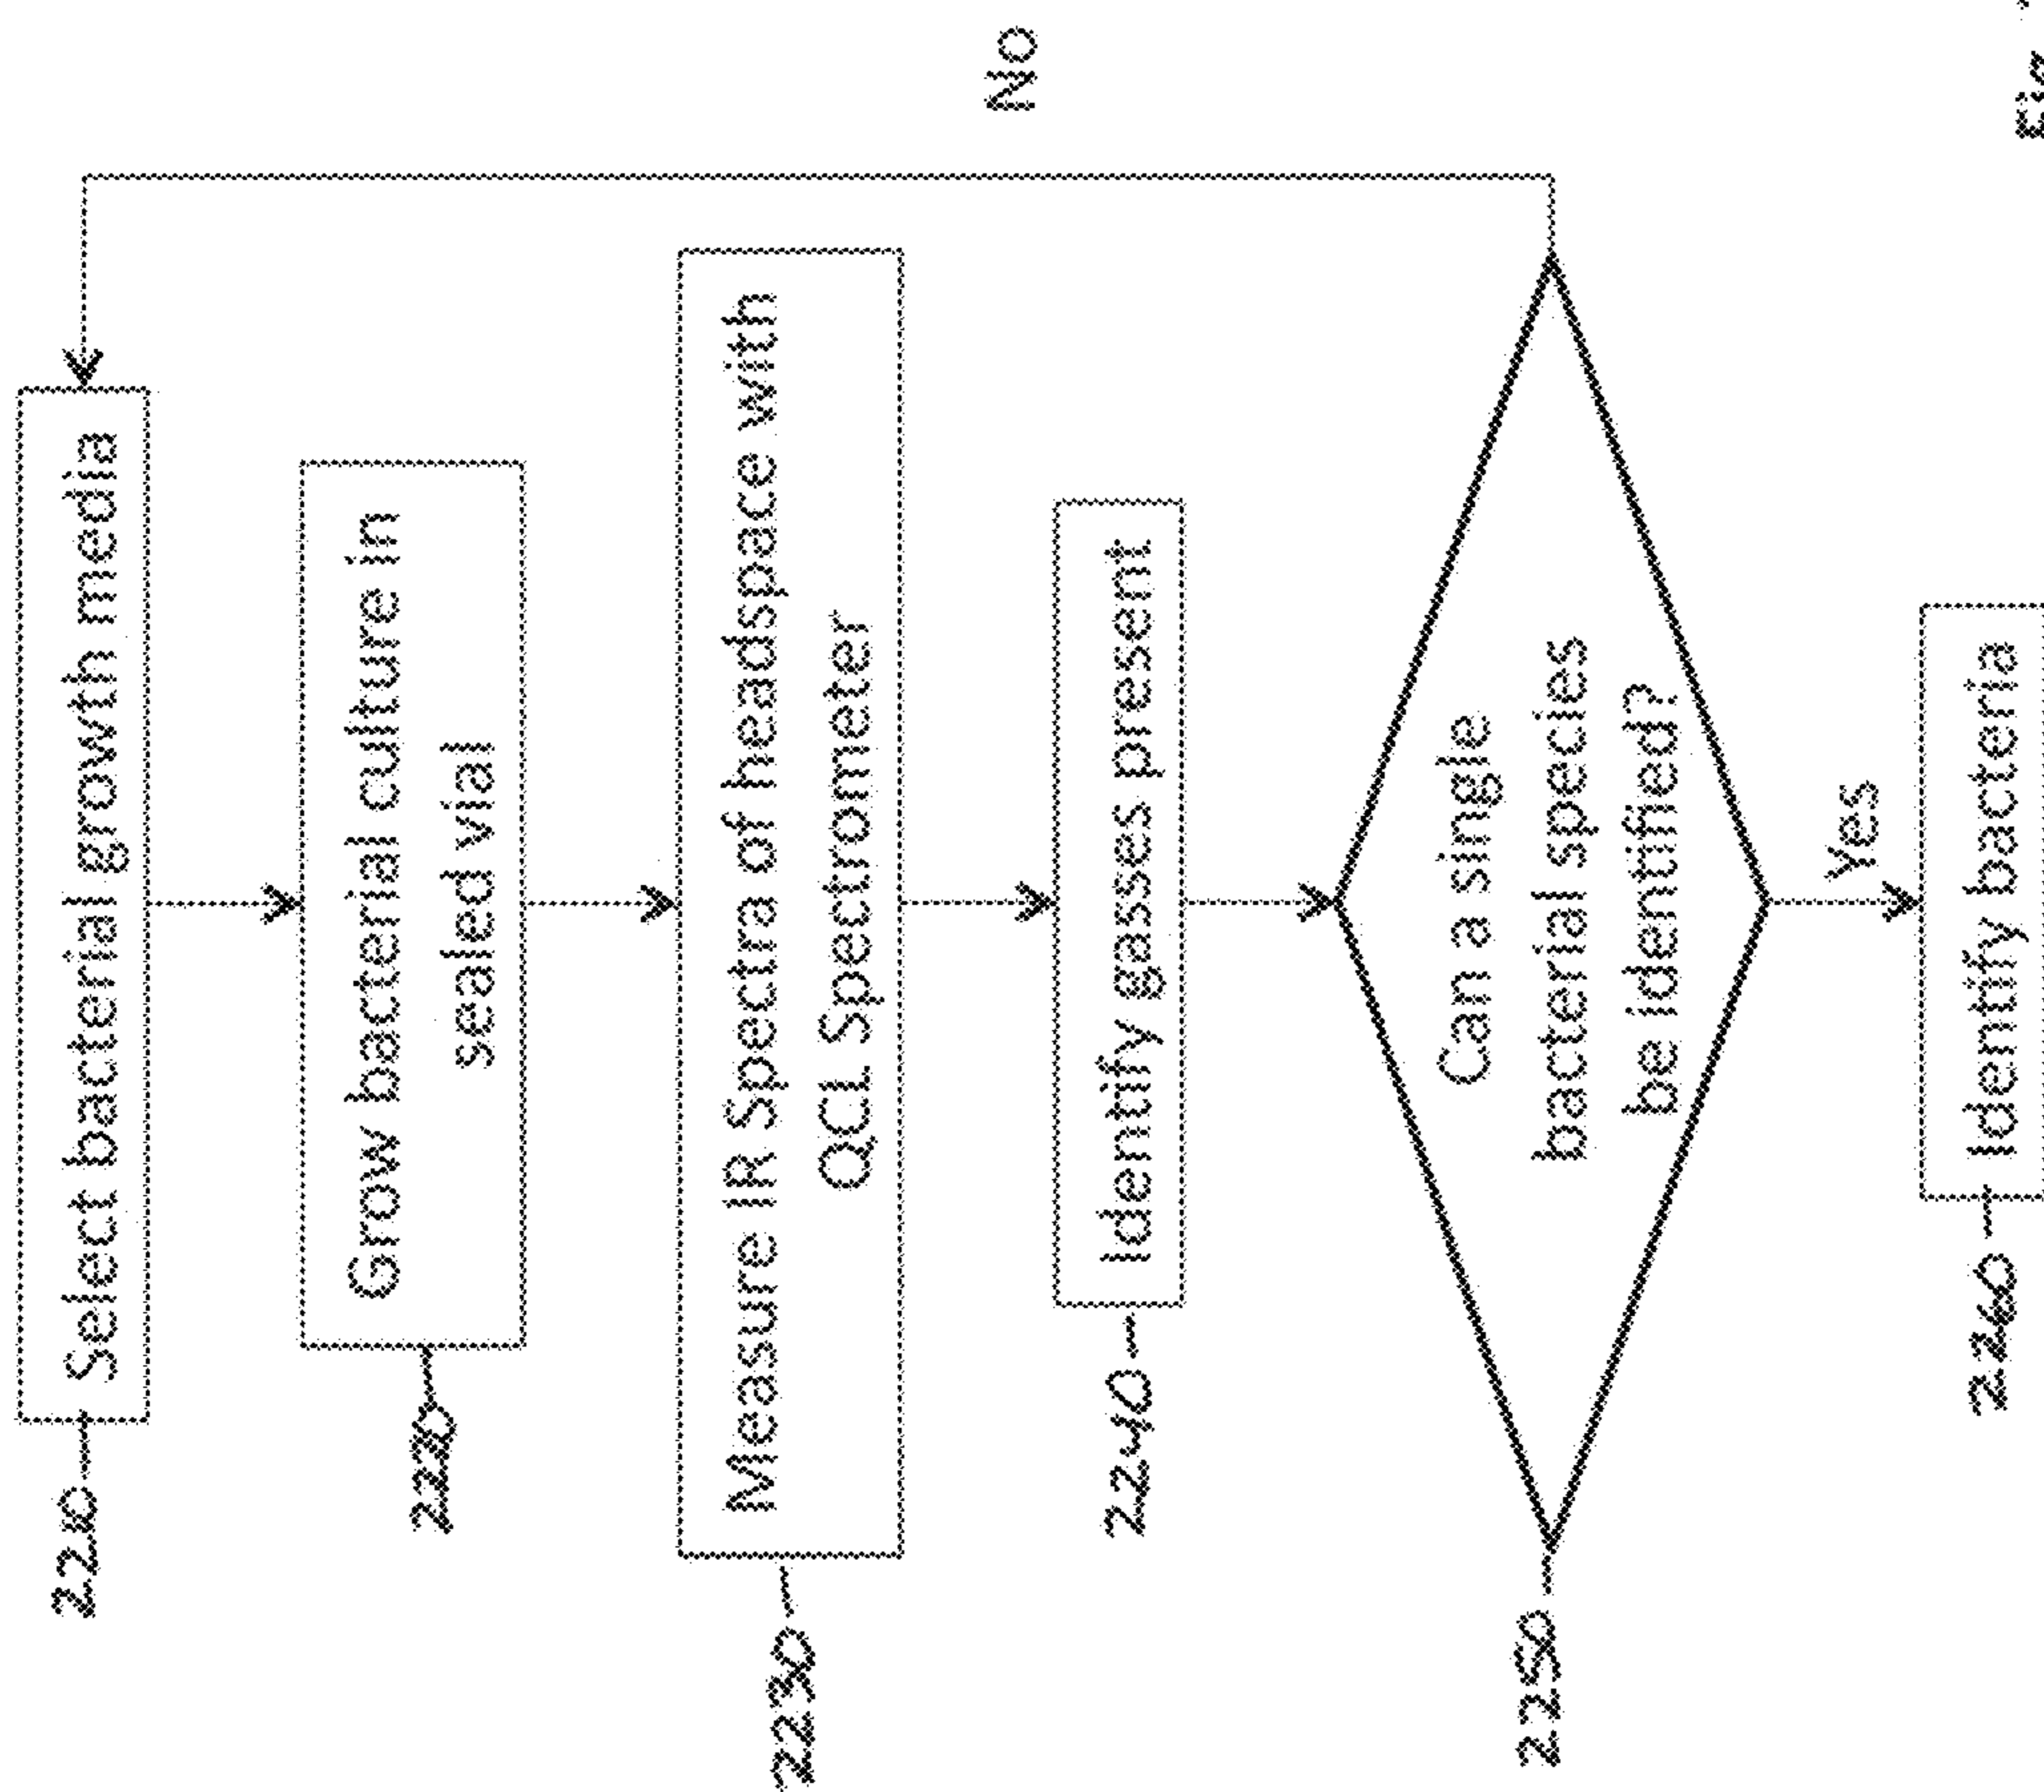 2210
Select bacterial growth media
2220
Grow bacterial culture in
sealed vial
2230
Measure IR Spectra of headspace with
QCL Spectrometer
2240
Identify gasses present
2250
Can a single
bacterial species
be identified?
No
Yes
2260
Identify bacteria
Fig